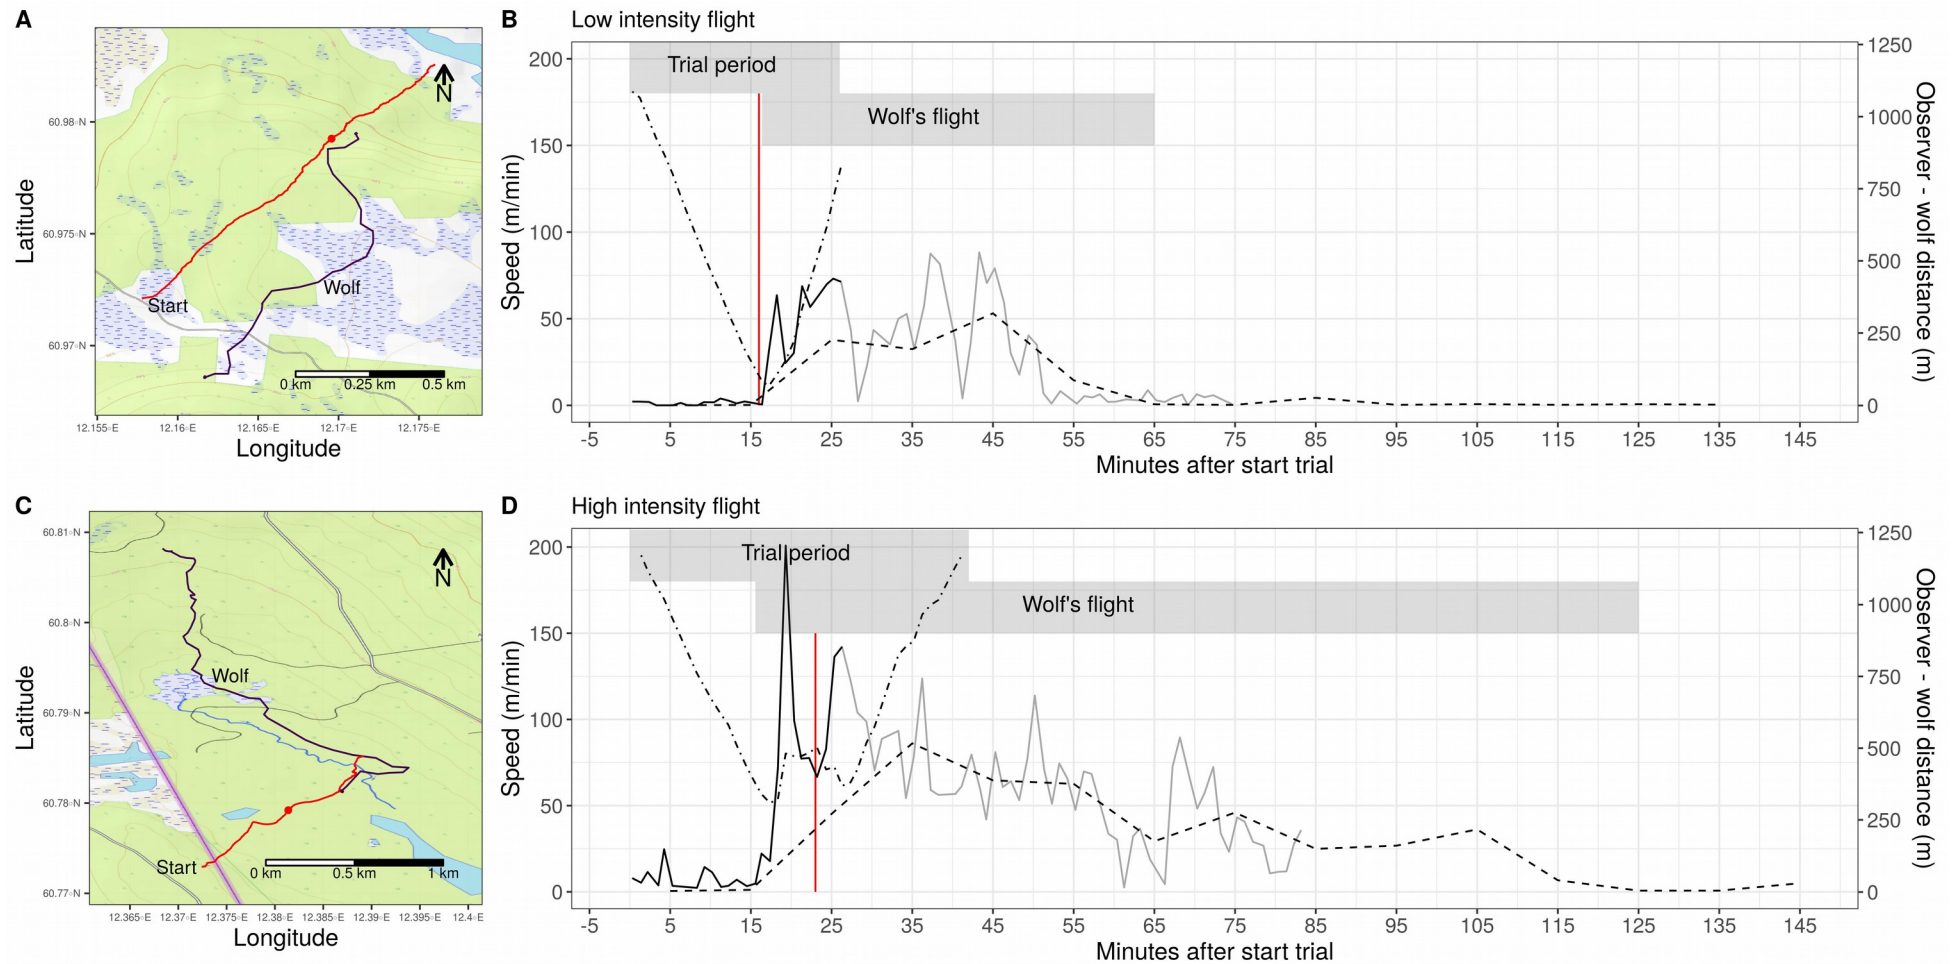 A
60.98°N
60.975°N
60.97°N
Latitude
N
Start
Wolf
0 km 0.25 km 0.5 km
12.155°E 12.16°E 12.165°E 12.17°E 12.175°E
Longitude
B
Low intensity flight
Trial period
Wolf's flight
200
150
100
50
0
Speed (m/min)
1250
1000
750
500
250
0
Observer - wolf distance (m)
-5 5 15 25 35 45 55 65 75 85 95 105 115 125 135 145
Minutes after start trial
C
60.81°N
60.8°N
60.79°N
60.78°N
60.77°N
Latitude
N
Wolf
Start
0 km 0.5 km 1 km
12.365°E 12.37°E 12.375°E 12.38°E 12.385°E 12.39°E 12.395°E 12.4°E
Longitude
D
High intensity flight
Trial period
Wolf's flight
200
150
100
50
0
Speed (m/min)
1250
1000
750
500
250
0
Observer - wolf distance (m)
-5 5 15 25 35 45 55 65 75 85 95 105 115 125 135 145
Minutes after start trial